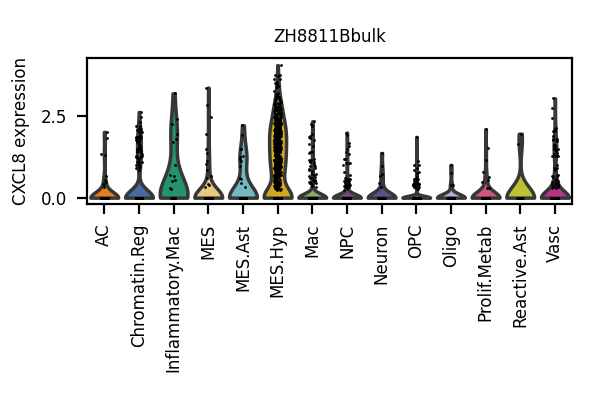 ZH8811Bbulk
CXCL8 expression
2.5
0.0
AC
Chromatin.Reg
Inflammatory.Mac
MES
MES.Ast
MES.Hyp
Mac
NPC
Neuron
OPC
Oligo
Prolif.Metab
Reactive.Ast
Vasc